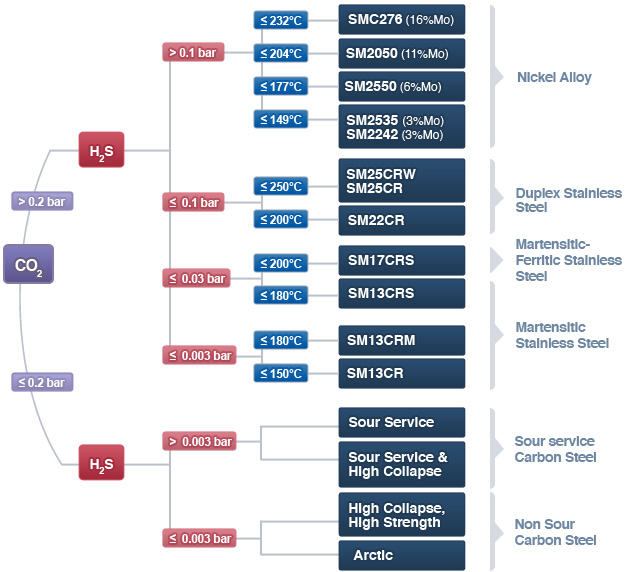 CO2
> 0.2 bar
H2S
> 0.1 bar
≤ 232°C
SMC276 (16%Mo)
≤ 204°C
SM2050 (11%Mo)
≤ 177°C
SM2550 (6%Mo)
≤ 149°C
SM2535 (3%Mo)
SM2242 (3%Mo)
Nickel Alloy
≤ 0.1 bar
≤ 250°C
SM25CRW
SM25CR
≤ 200°C
SM22CR
Duplex Stainless
Steel
≤ 0.03 bar
≤ 200°C
SM17CRS
Martensitic-
Ferritic Stainless
Steel
≤ 180°C
SM13CRS
≤ 0.003 bar
≤ 180°C
SM13CRM
≤ 150°C
SM13CR
Martensitic
Stainless Steel
≤ 0.2 bar
H2S
> 0.003 bar
Sour Service
Sour Service &
High Collapse
Sour service
Carbon Steel
≤ 0.003 bar
High Collapse,
High Strength
Arctic
Non Sour
Carbon Steel